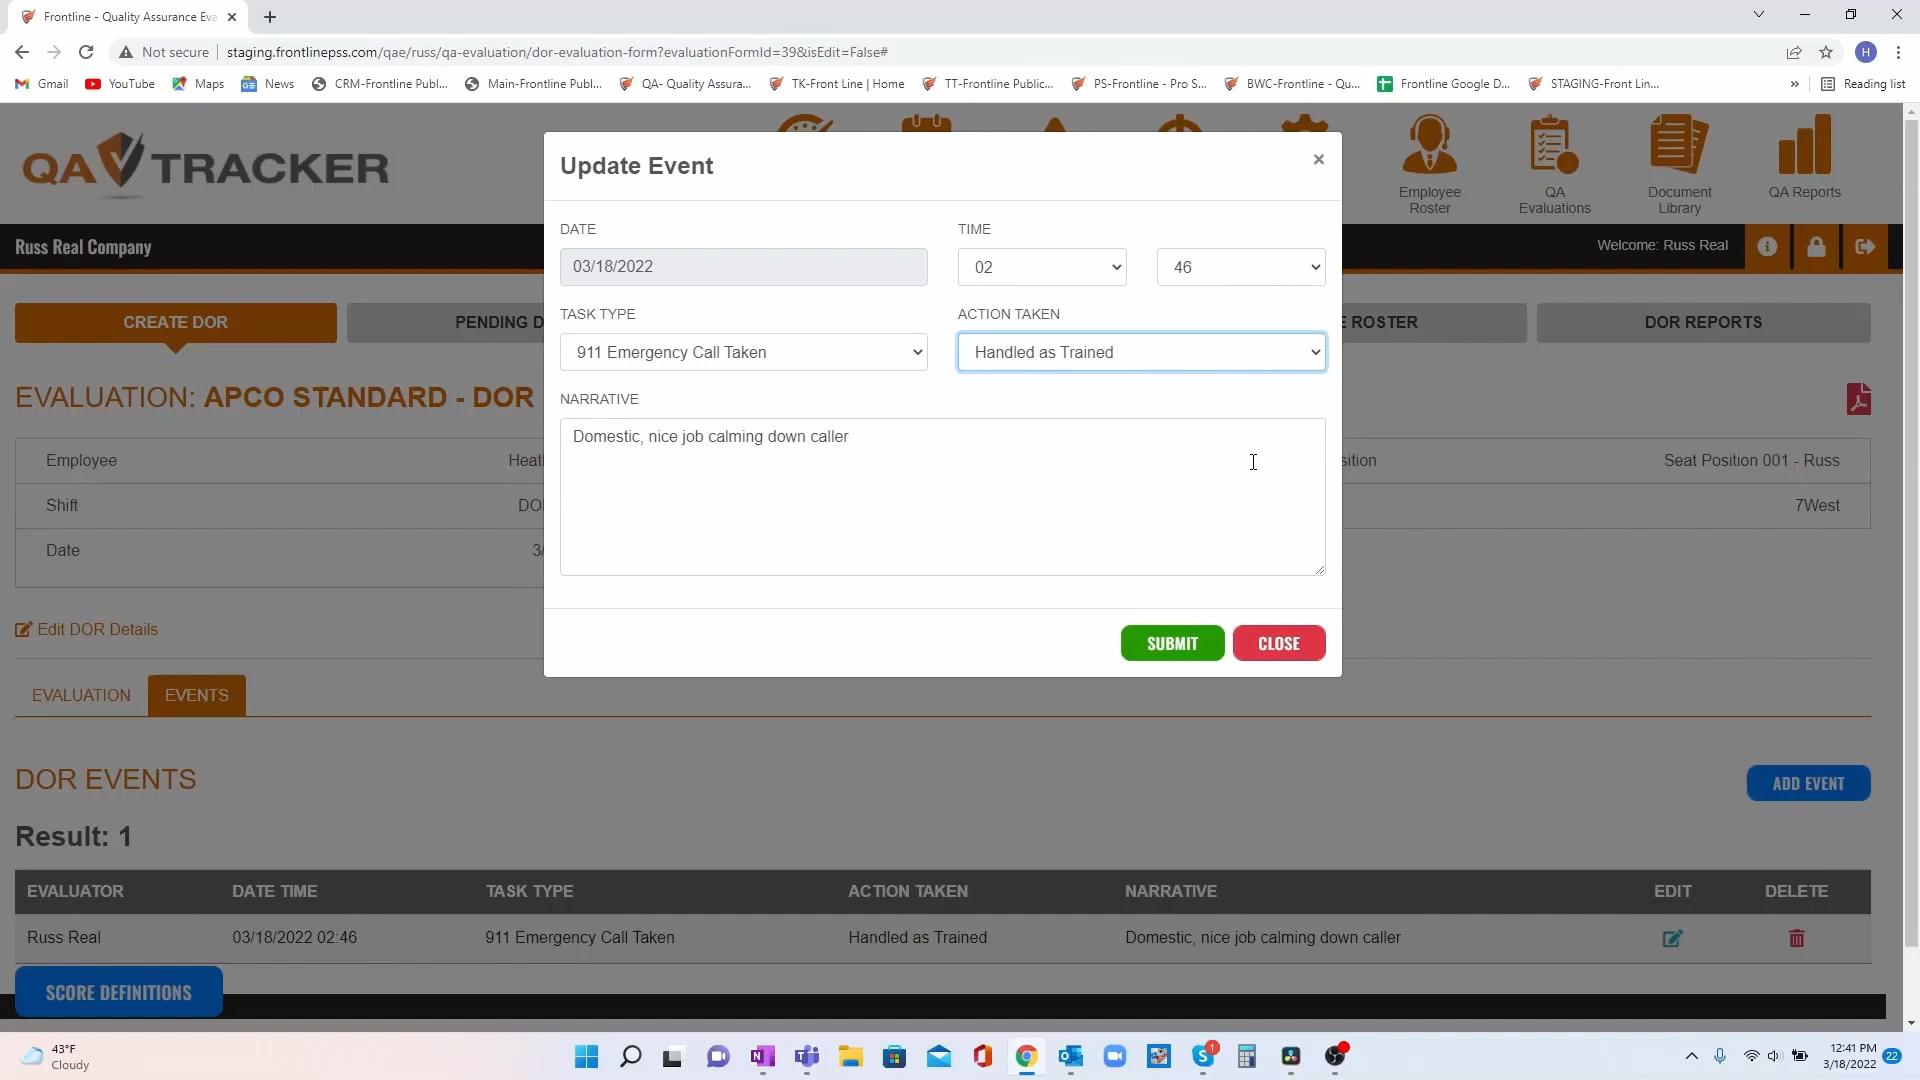 Frontline - Quality Assurance Eva
Not secure
staging.frontlinepss.com/qae/russ/qa-evaluation/dor-evaluation-form?evaluationFormId=39&isEdit=False#
H
Gmail
YouTube
Maps
News
CRM-Frontline Publ...
Main-Frontline Publ...
QA- Quality Assura...
TK-Front Line | Home
TT-Frontline Public...
PS-Frontline - Pro S...
BWC-Frontline - Qu...
Frontline Google D...
STAGING-Front Lin...
»
Reading list
QA TRACKER
Employee
Roster
QA
Evaluations
Document
Library
QA Reports
Russ Real Company
Welcome: Russ Real
CREATE DOR
PENDING D
E ROSTER
DOR REPORTS
EVALUATION: APCO STANDARD - DOR
Employee
Heat
sition
Seat Position 001 - Russ
Shift
DO
7West
Date
3/
Edit DOR Details
Update Event
×
DATE
TIME
03/18/2022
02
46
TASK TYPE
ACTION TAKEN
911 Emergency Call Taken
Handled as Trained
NARRATIVE
Domestic, nice job calming down caller
SUBMIT
CLOSE
EVALUATION
EVENTS
DOR EVENTS
ADD EVENT
Result: 1
EVALUATOR
DATE TIME
TASK TYPE
ACTION TAKEN
NARRATIVE
EDIT
DELETE
Russ Real
03/18/2022 02:46
911 Emergency Call Taken
Handled as Trained
Domestic, nice job calming down caller
SCORE DEFINITIONS
43°F
Cloudy
1
12:41 PM
3/18/2022
22